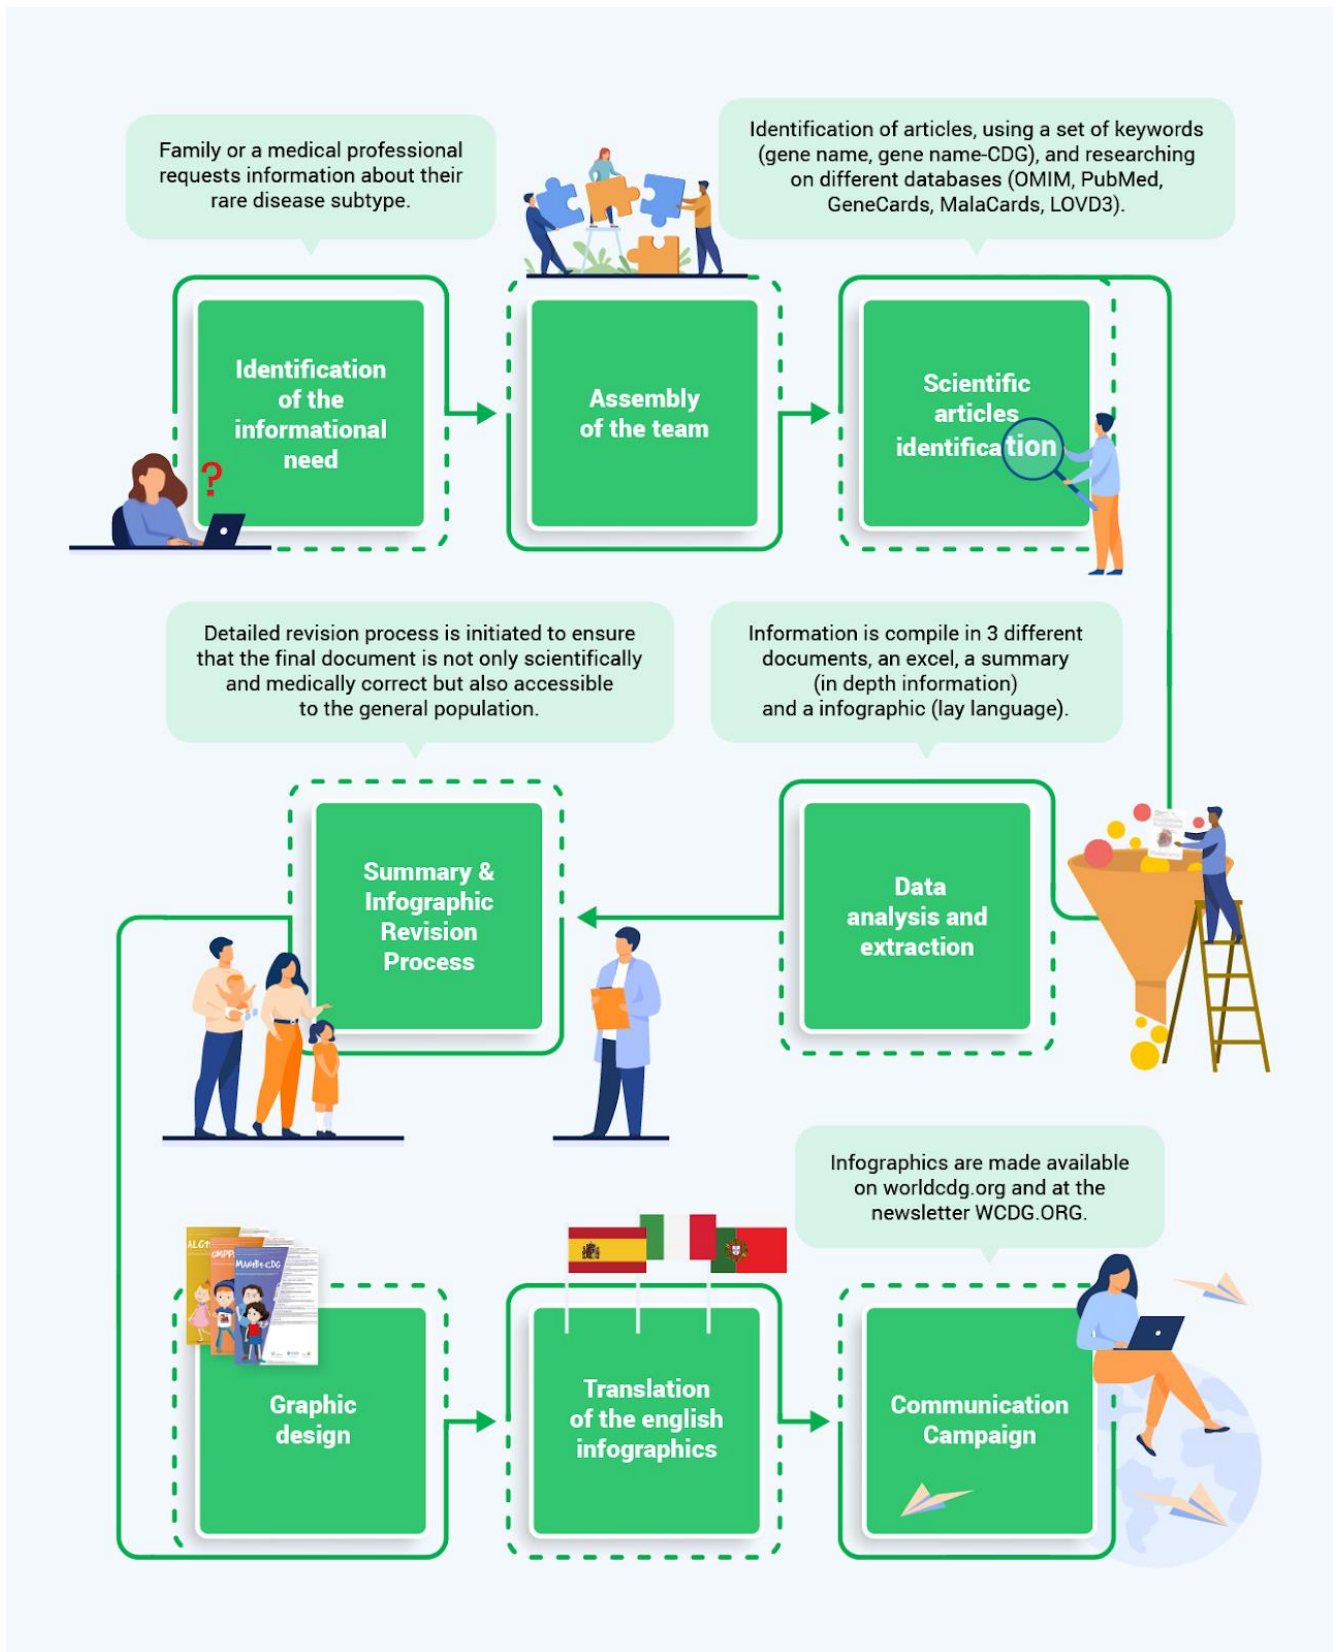 Family or a medical professional
requests information about their
rare disease subtype.
Identification of articles, using a set of keywords
(gene name, gene name-CDG), and researching
on different databases (OMIM, PubMed,
GeneCards, MalaCards, LOVD3).
Identification
of the
informational
need
?
Assembly
of the team
Scientific
articles
identification
Detailed revision process is initiated to ensure
that the final document is not only scientifically
and medically correct but also accessible
to the general population.
Information is compile in 3 different
documents, an excel, a summary
(in depth information)
and a infographic (lay language).
Summary &
Infographic
Revision
Process
Data
analysis and
extraction
Infographics are made available
on worldcdg.org and at the
newsletter WCDG.ORG.
Graphic
design
Translation
of the english
infographics
Communication
Campaign